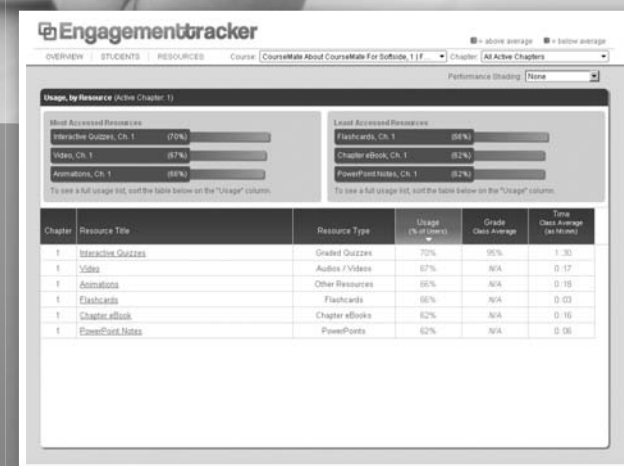 Engagementtracker
= above average = below average
OVERVIEW | STUDENTS | RESOURCES Course: CourseMate About CourseMate For Softside, 1 | F... Chapter: All Active Chapters
Performance Shading: None
Usage, by Resource (Active Chapter: 1)
Most Accessed Resources Least Accessed Resources
Interactive Quizzes, Ch. 1 (70%) Flashcards, Ch. 1 (66%)
Video, Ch. 1 (67%) Chapter eBook, Ch. 1 (62%)
Animations, Ch. 1 (66%) PowerPoint Notes, Ch. 1 (62%)
To see a full usage list, sort the table below on the "Usage" column. To see a full usage list, sort the table below on the "Usage" column.
Chapter Resource Title Resource Type Usage (% of Users) Grade Class Average Time Class Average (as hh:mm)
1 Interactive Quizzes Graded Quizzes 70% 95% 1:30
1 Video Audios / Videos 67% N/A 0:17
1 Animations Other Resources 66% N/A 0:18
1 Flashcards Flashcards 66% N/A 0:03
1 Chapter eBook Chapter eBooks 62% N/A 0:16
1 PowerPoint Notes PowerPoints 62% N/A 0:06